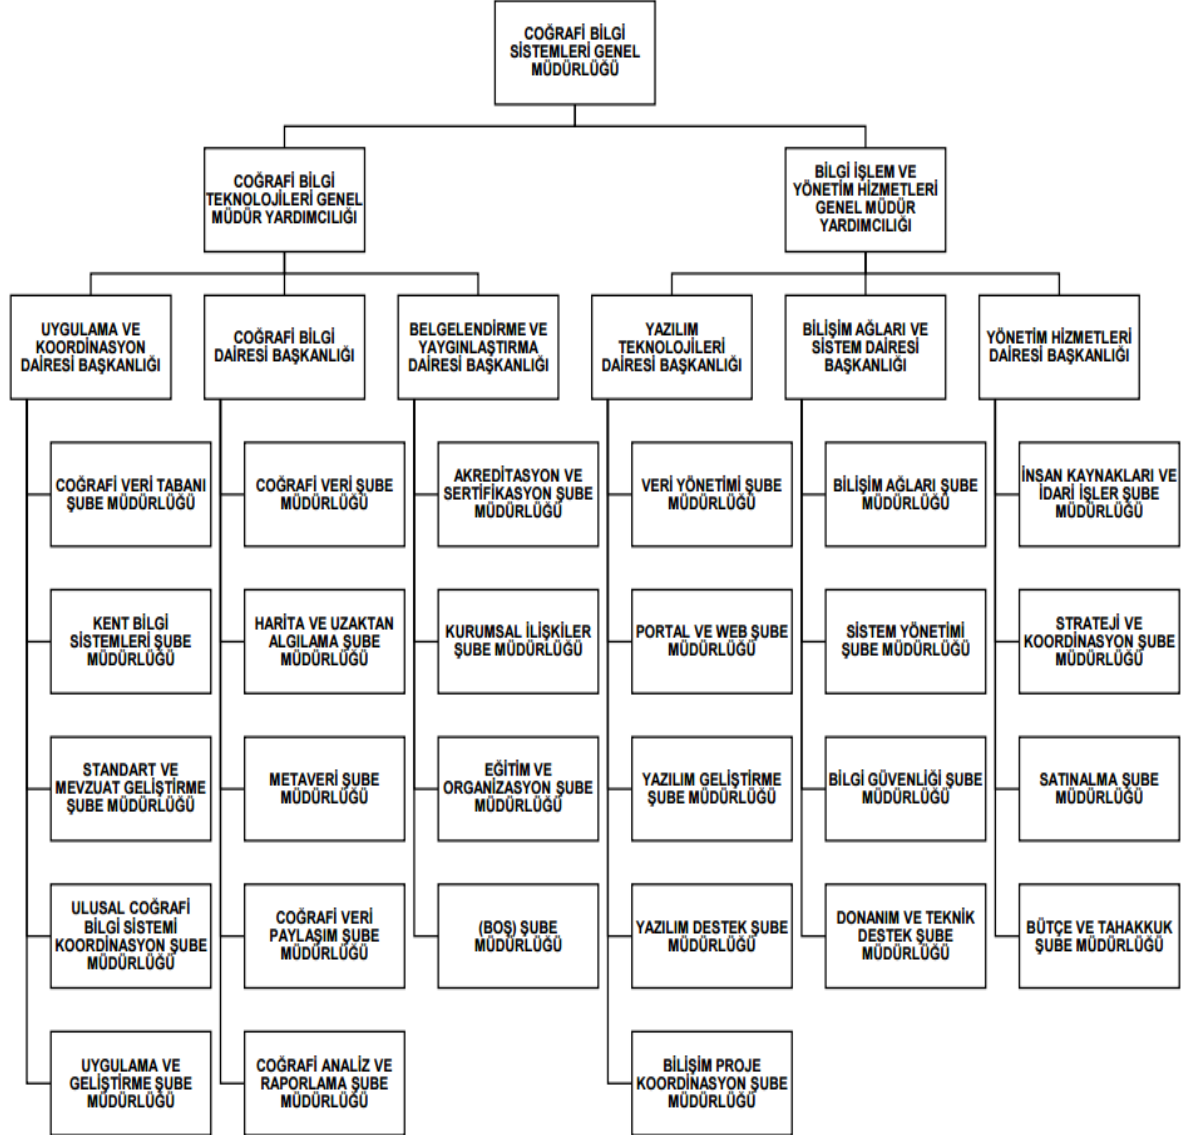 COĞRAFİ BİLGİ
SİSTEMLERİ GENEL
MÜDÜRLÜĞÜ
COĞRAFİ BİLGİ
TEKNOLOJİLERİ GENEL
MÜDÜR YARDIMCILIĞI
BİLGİ İŞLEM VE
YÖNETİM HİZMETLERİ
GENEL MÜDÜR
YARDIMCILIĞI
UYGULAMA VE
KOORDİNASYON
DAİRESİ BAŞKANLIĞI
COĞRAFİ BİLGİ
DAİRESİ BAŞKANLIĞI
BELGELENDİRME VE
YAYGINLAŞTIRMA
DAİRESİ BAŞKANLIĞI
YAZILIM
TEKNOLOJİLERİ
DAİRESİ BAŞKANLIĞI
BİLİŞİM AĞLARI VE
SİSTEM DAİRESİ
BAŞKANLIĞI
YÖNETİM HİZMETLERİ
DAİRESİ BAŞKANLIĞI
COĞRAFİ VERİ TABANI
ŞUBE MÜDÜRLÜĞÜ
COĞRAFİ VERİ ŞUBE
MÜDÜRLÜĞÜ
AKREDİTASYON VE
SERTİFİKASYON ŞUBE
MÜDÜRLÜĞÜ
VERİ YÖNETİMİ ŞUBE
MÜDÜRLÜĞÜ
BİLİŞİM AĞLARI ŞUBE
MÜDÜRLÜĞÜ
İNSAN KAYNAKLARI VE
İDARİ İŞLER ŞUBE
MÜDÜRLÜĞÜ
KENT BİLGİ
SİSTEMLERİ ŞUBE
MÜDÜRLÜĞÜ
HARİTA VE UZAKTAN
ALGILAMA ŞUBE
MÜDÜRLÜĞÜ
KURUMSAL İLİŞKİLER
ŞUBE MÜDÜRLÜĞÜ
PORTAL VE WEB ŞUBE
MÜDÜRLÜĞÜ
SİSTEM YÖNETİMİ
ŞUBE MÜDÜRLÜĞÜ
STRATEJİ VE
KOORDİNASYON ŞUBE
MÜDÜRLÜĞÜ
STANDART VE
MEVZUAT GELİŞTİRME
ŞUBE MÜDÜRLÜĞÜ
METAVERİ ŞUBE
MÜDÜRLÜĞÜ
EĞİTİM VE
ORGANİZASYON ŞUBE
MÜDÜRLÜĞÜ
YAZILIM GELİŞTİRME
ŞUBE MÜDÜRLÜĞÜ
BİLGİ GÜVENLİĞİ ŞUBE
MÜDÜRLÜĞÜ
SATINALMA ŞUBE
MÜDÜRLÜĞÜ
ULUSAL COĞRAFİ
BİLGİ SİSTEMİ
KOORDİNASYON ŞUBE
MÜDÜRLÜĞÜ
COĞRAFİ VERİ
PAYLAŞIM ŞUBE
MÜDÜRLÜĞÜ
(BOŞ) ŞUBE
MÜDÜRLÜĞÜ
YAZILIM DESTEK ŞUBE
MÜDÜRLÜĞÜ
DONANIM VE TEKNİK
DESTEK ŞUBE
MÜDÜRLÜĞÜ
BÜTÇE VE TAHAKKUK
ŞUBE MÜDÜRLÜĞÜ
UYGULAMA VE
GELİŞTİRME ŞUBE
MÜDÜRLÜĞÜ
COĞRAFİ ANALİZ VE
RAPORLAMA ŞUBE
MÜDÜRLÜĞÜ
BİLİŞİM PROJE
KOORDİNASYON ŞUBE
MÜDÜRLÜĞÜ